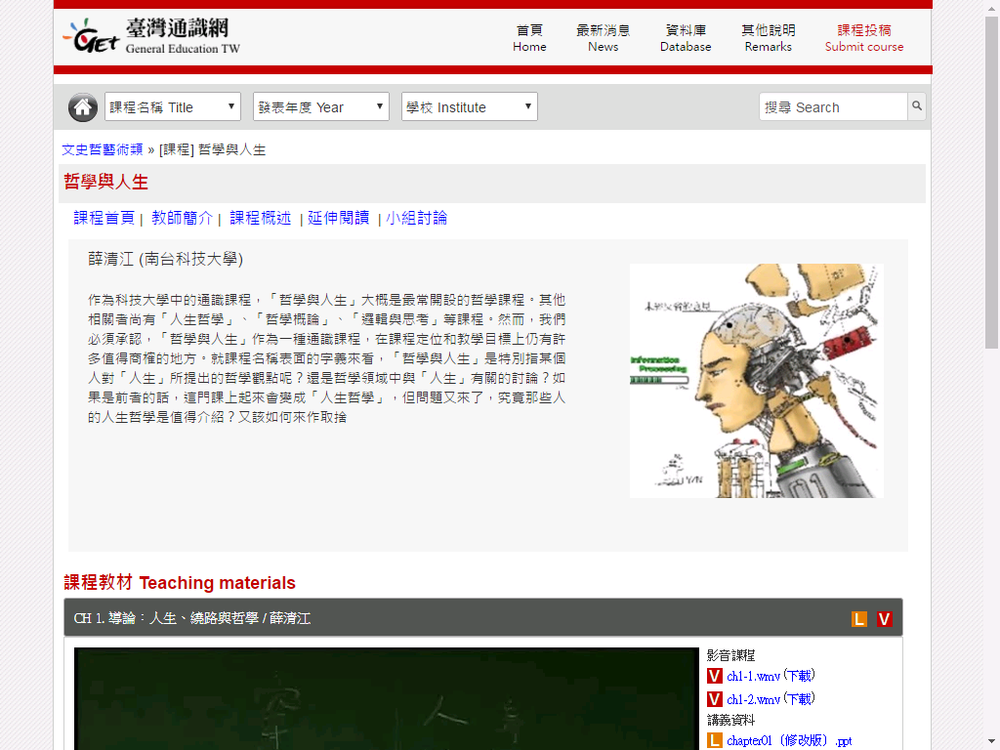 臺灣通識網
GET General Education TW
首頁 最新消息 資料庫 其他說明 課程投稿
Home News Database Remarks Submit course
課程名稱 Title 發表年度 Year 學校 Institute 搜尋 Search
文史哲藝術類 » [課程] 哲學與人生
哲學與人生
課程首頁 | 教師簡介 | 課程概述 | 延伸閱讀 | 小組討論
薛清江 (南台科技大學)
作為科技大學中的通識課程，「哲學與人生」大概是最常開設的哲學課程。其他
相關者尚有「人生哲學」、「哲學概論」、「邏輯與思考」等課程。然而，我們
必須承認，「哲學與人生」作為一種通識課程，在課程定位和教學目標上仍有許
多值得商榷的地方。就課程名稱表面的字義來看，「哲學與人生」是特別指某個
人對「人生」所提出的哲學觀點呢？還是哲學領域中與「人生」有關的討論？如
果是前者的話，這門課上起來會變成「人生哲學」，但問題又來了，究竟那些人
的人生哲學是值得介紹？又該如何來作取捨
Information
Processing
01
課程教材 Teaching materials
CH 1. 導論：人生、繞路與哲學 / 薛清江 L V
影音課程
V ch1-1.wmv (下載)
V ch1-2.wmv (下載)
講義資料
L chapter01〔修改版〕.ppt